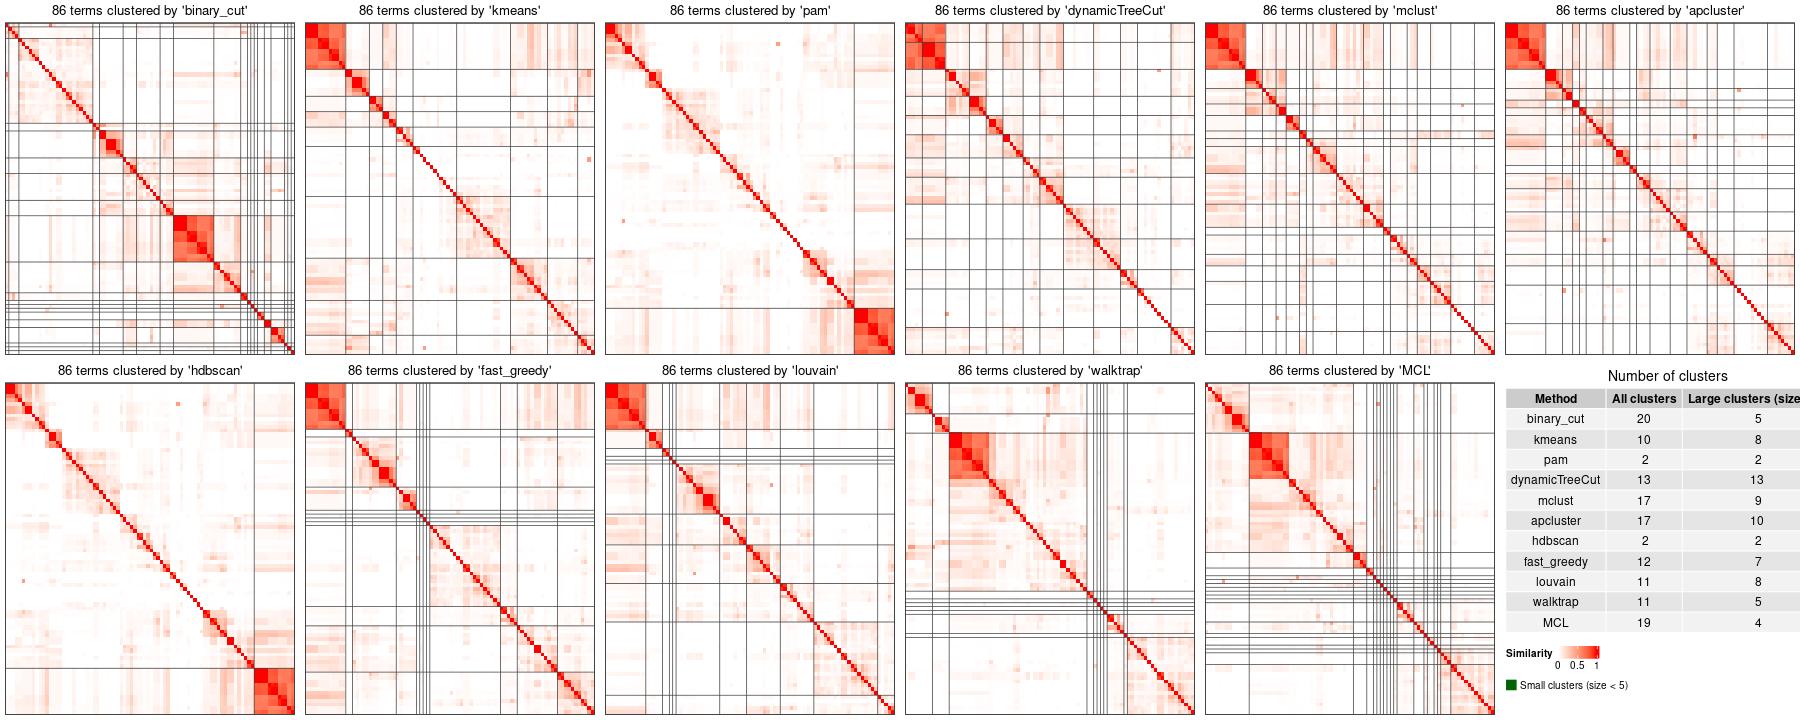 86 terms clustered by 'binary_cut'
86 terms clustered by 'kmeans'
86 terms clustered by 'pam'
86 terms clustered by 'dynamicTreeCut'
86 terms clustered by 'mclust'
86 terms clustered by 'apcluster'
86 terms clustered by 'hdbscan'
86 terms clustered by 'fast_greedy'
86 terms clustered by 'louvain'
86 terms clustered by 'walktrap'
86 terms clustered by 'MCL'
Number of clusters
Method All clusters Large clusters (size
binary_cut 20 5
kmeans 10 8
pam 2 2
dynamicTreeCut 13 13
mclust 17 9
apcluster 17 10
hdbscan 2 2
fast_greedy 12 7
louvain 11 8
walktrap 11 5
MCL 19 4
Similarity
0 0.5 1
Small clusters (size < 5)